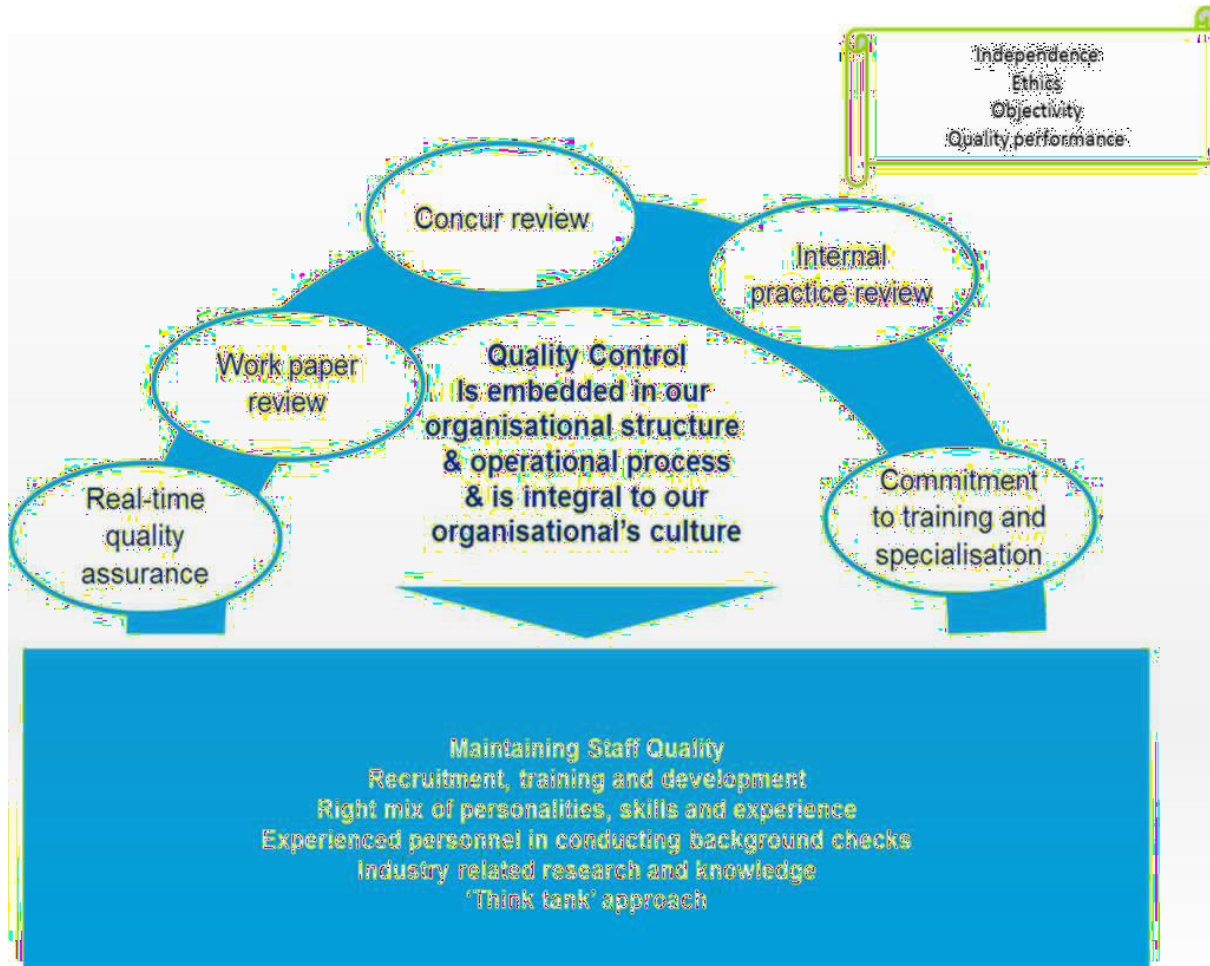 Independence
Ethics
Objectivity
Quality performance
Concur review
Internal
practice review
Work paper
review
Quality Control
Is embedded in our
organisational structure
& operational process
& is integral to our
organisational's culture
Real-time
quality
assurance
Commitment
to training and
specialisation
Maintaining Staff Quality
Recruitment, training and development
Right mix of personalities, skills and experience
Experienced personnel in conducting background checks
Industry related research and knowledge
'Think tank' approach